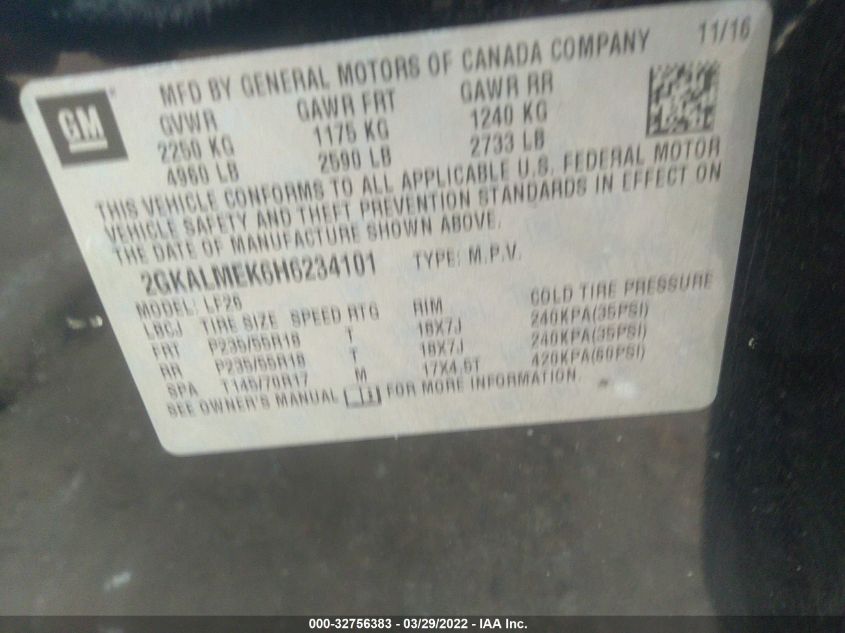 11/16
GM
MFD BY GENERAL MOTORS OF CANADA COMPANY
GVWR GAWR FRT GAWR RR
2250 KG 1175 KG 1240 KG
4960 LB 2590 LB 2733 LB
THIS VEHICLE CONFORMS TO ALL APPLICABLE U.S. FEDERAL MOTOR
VEHICLE SAFETY AND THEFT PREVENTION STANDARDS IN EFFECT ON
THE DATE OF MANUFACTURE SHOWN ABOVE.
2GKALMEK6H6234101 TYPE: M.P.V.
MODEL: LF26
LBCJ TIRE SIZE SPEED RTG RIM COLD TIRE PRESSURE
FRT P235/55R18 T 18X7J 240KPA(35PSI)
RR P235/55R18 T 18X7J 240KPA(35PSI)
SPA T145/70R17 M 17X4.5T 420KPA(60PSI)
SEE OWNER'S MANUAL FOR MORE INFORMATION.
000-32756383 - 03/29/2022 - IAA Inc.